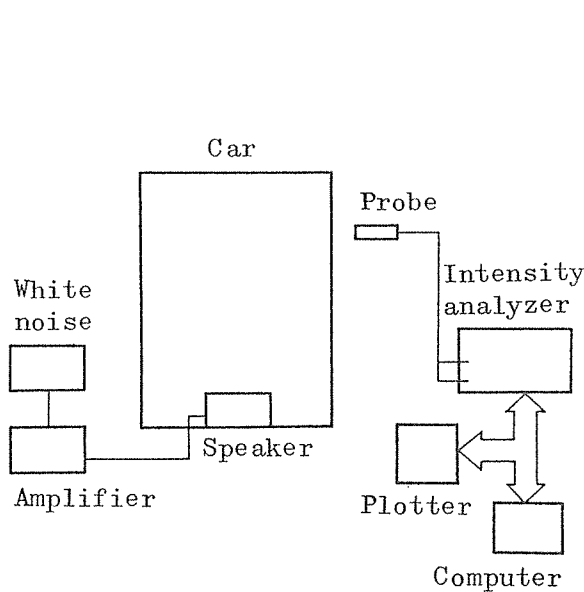 Car
Probe
Intensity
analyzer
White
noise
Speaker
Amplifier
Plotter
Computer